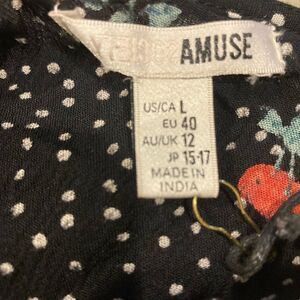 AMUSE
US/CA L
EU 40
AU/UK 12
JP 15-17
MADE IN
INDIA